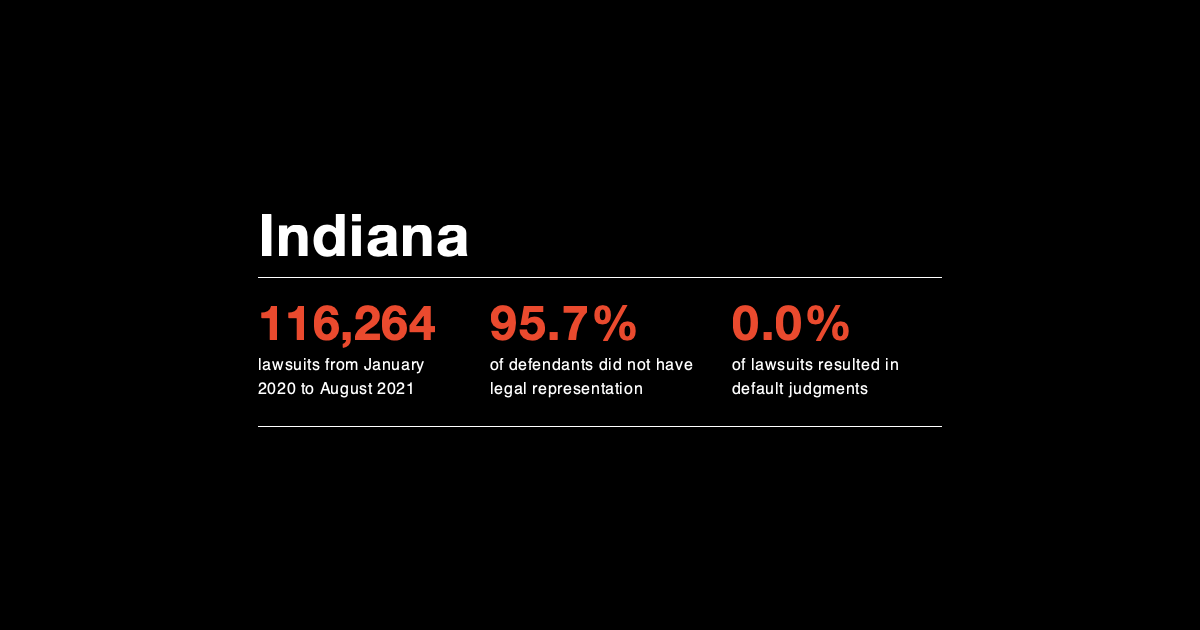 Indiana
116,264
lawsuits from January
2020 to August 2021
95.7%
of defendants did not have
legal representation
0.0%
of lawsuits resulted in
default judgments